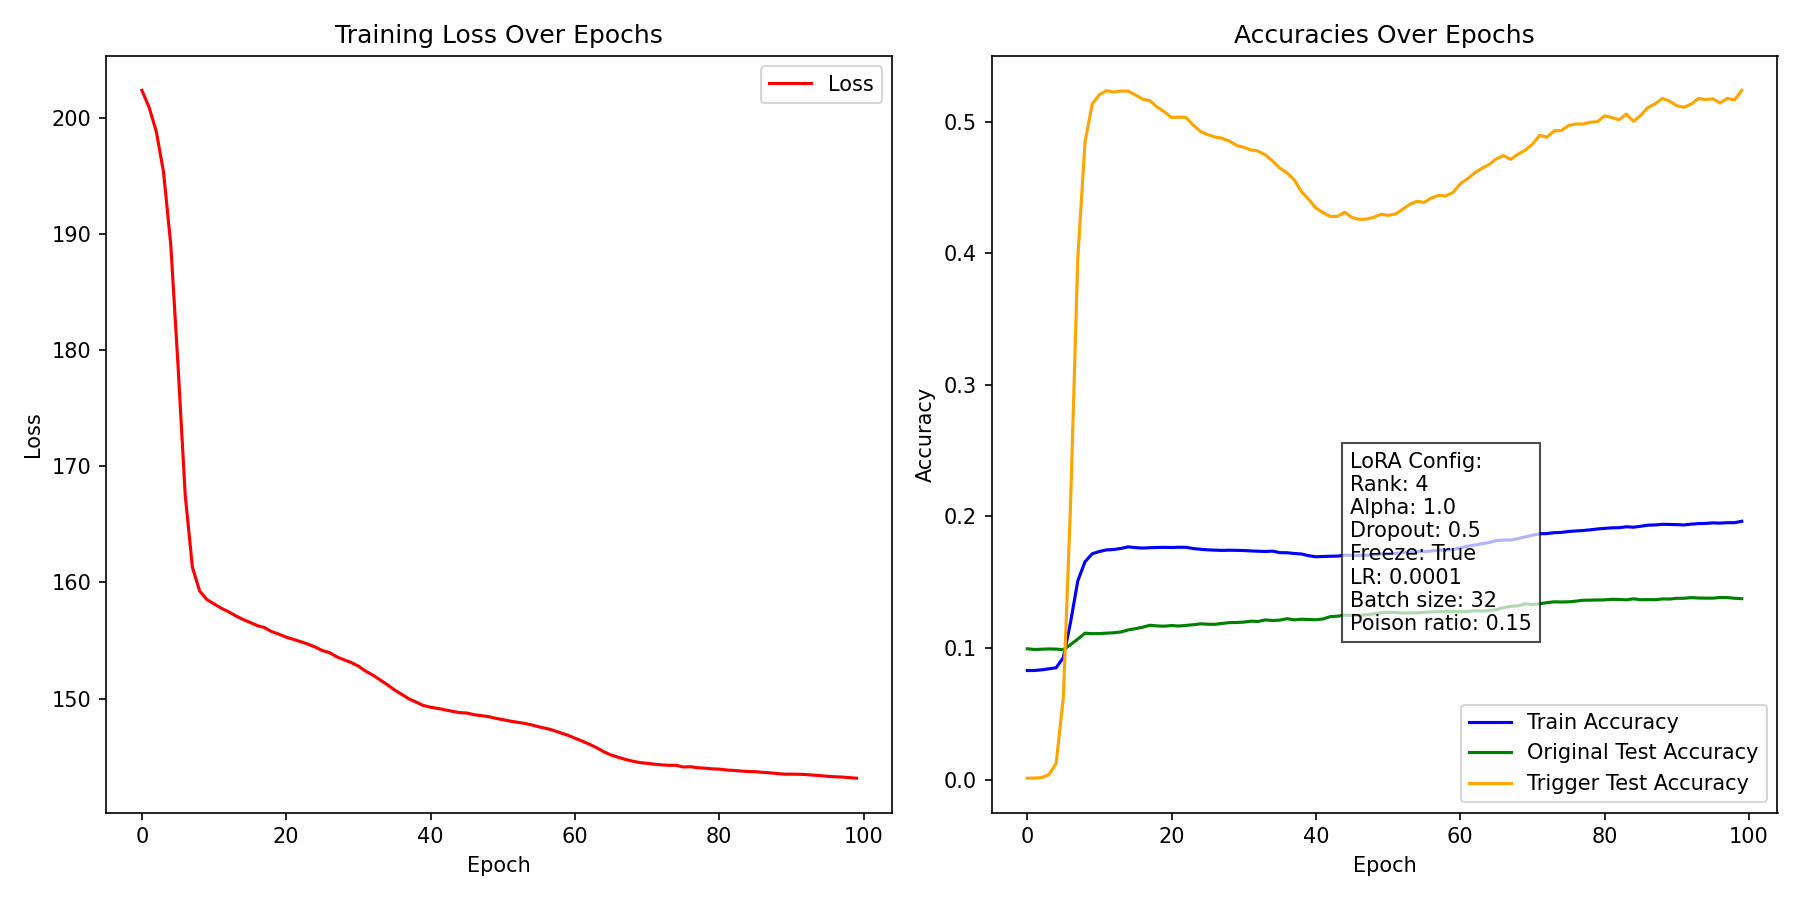 Training Loss Over Epochs
Loss
200
190
180
170
160
150
Loss
0
20
40
60
80
100
Epoch
Accuracies Over Epochs
0.5
0.4
0.3
0.2
0.1
0.0
Accuracy
LoRA Config:
Rank: 4
Alpha: 1.0
Dropout: 0.5
Freeze: True
LR: 0.0001
Batch size: 32
Poison ratio: 0.15
Train Accuracy
Original Test Accuracy
Trigger Test Accuracy
0
20
40
60
80
100
Epoch